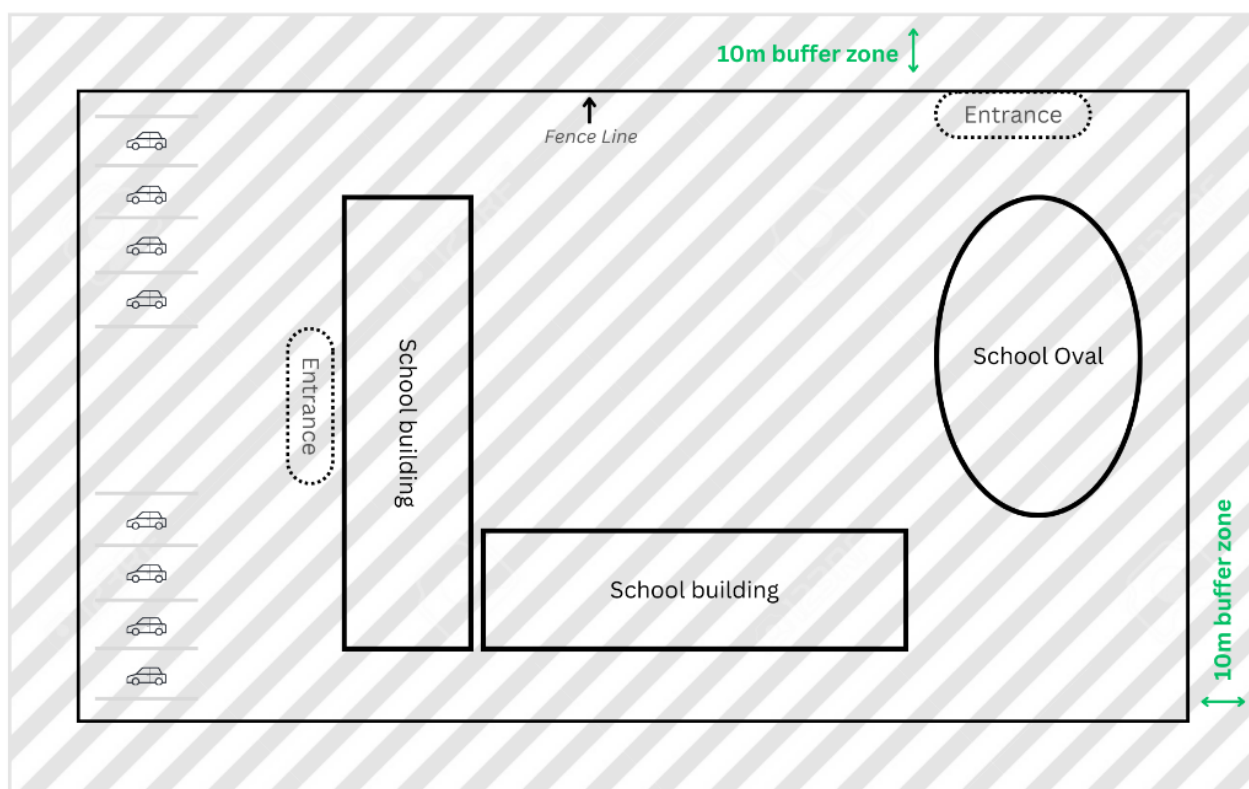 10m buffer zone
Entrance
Fence Line
School building
Entrance
School Oval
School building
10m buffer zone